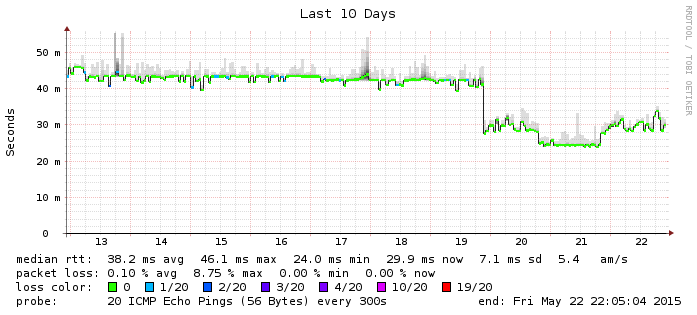 Last 10 Days
RRDTOOL / TOBI OETIKER
Seconds
50 m
40 m
30 m
20 m
10 m
0
13 14 15 16 17 18 19 20 21 22
median rtt: 38.2 ms avg 46.1 ms max 24.0 ms min 29.9 ms now 7.1 ms sd 5.4 am/s
packet loss: 0.10 % avg 8.75 % max 0.00 % min 0.00 % now
loss color: 0 1/20 2/20 3/20 4/20 10/20 19/20
probe: 20 ICMP Echo Pings (56 Bytes) every 300s end: Fri May 22 22:05:04 2015